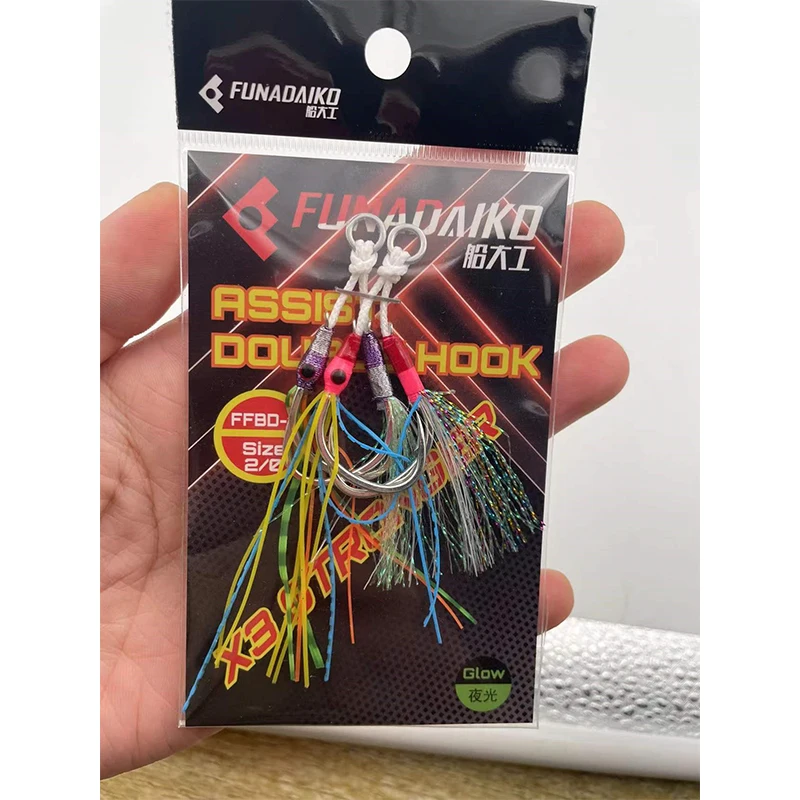 FUNADAIKO
船大工
FUNADAIKO
船大工
ASSIST
DOUBLE HOOK
FFBD-
Size
2/0
X3 STRONGER
Glow
夜光